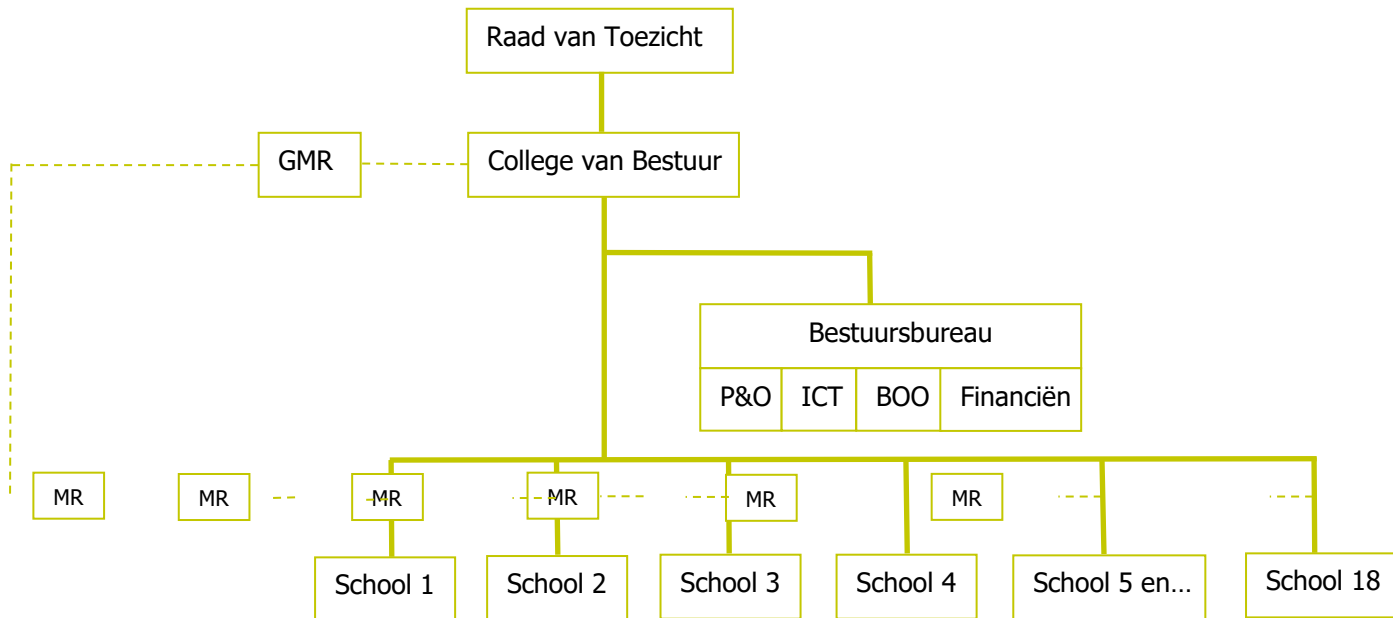 Raad van Toezicht
GMR
College van Bestuur
Bestuursbureau
P&O
ICT
BOO
Financiën
MR
MR
MR
MR
MR
MR
School 1
School 2
School 3
School 4
School 5 en...
School 18